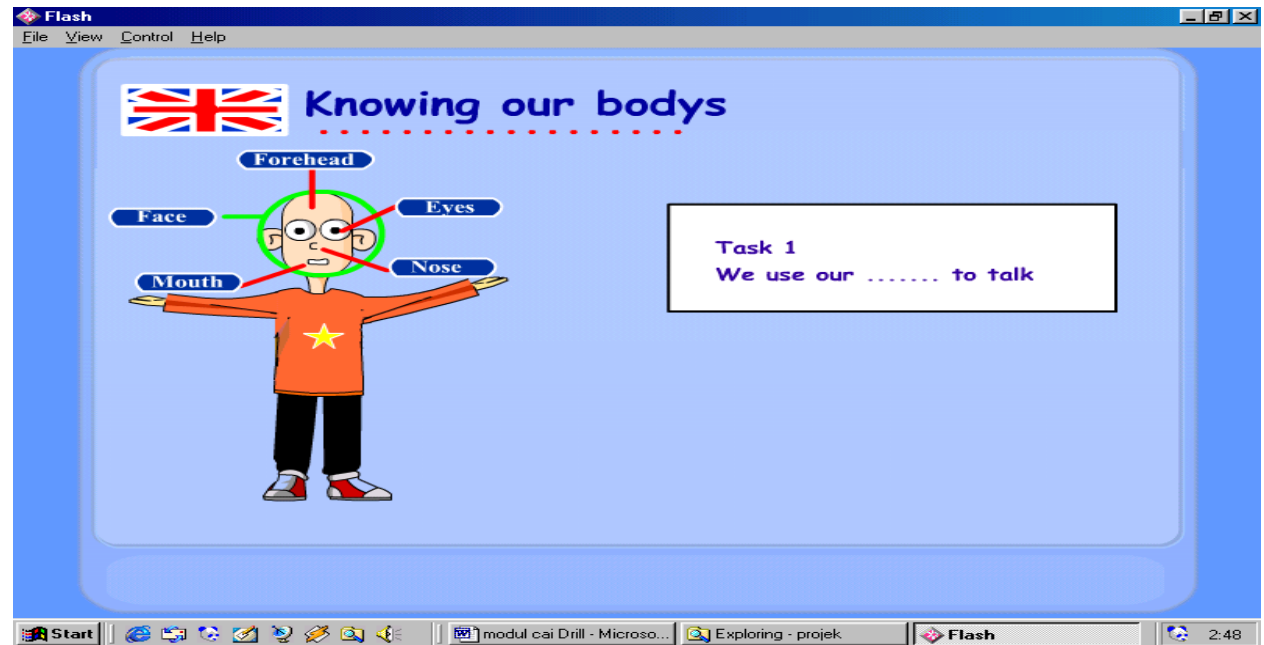 Flash
File View Control Help
Knowing our bodys
Forehead
Face
Eyes
Nose
Mouth
Task 1
We use our ....... to talk
Start
modul cai Drill - Microso...
Exploring - projek
Flash
2:48